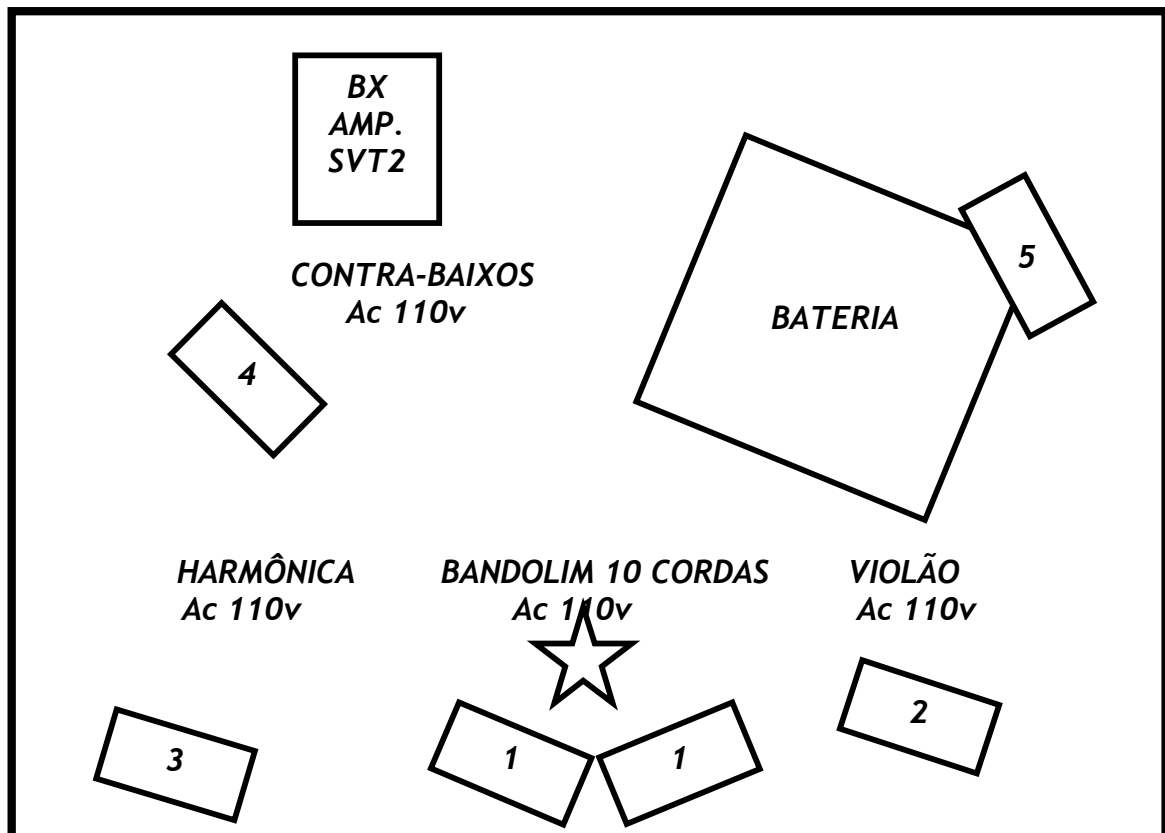 BX
AMP.
SVT2
5
CONTRA-BAIXOS
Ac 110v
BATERIA
4
HARMÔNICA
Ac 110v
BANDOLIM 10 CORDAS
Ac 110v
VIOLÃO
Ac 110v
3
1
1
2